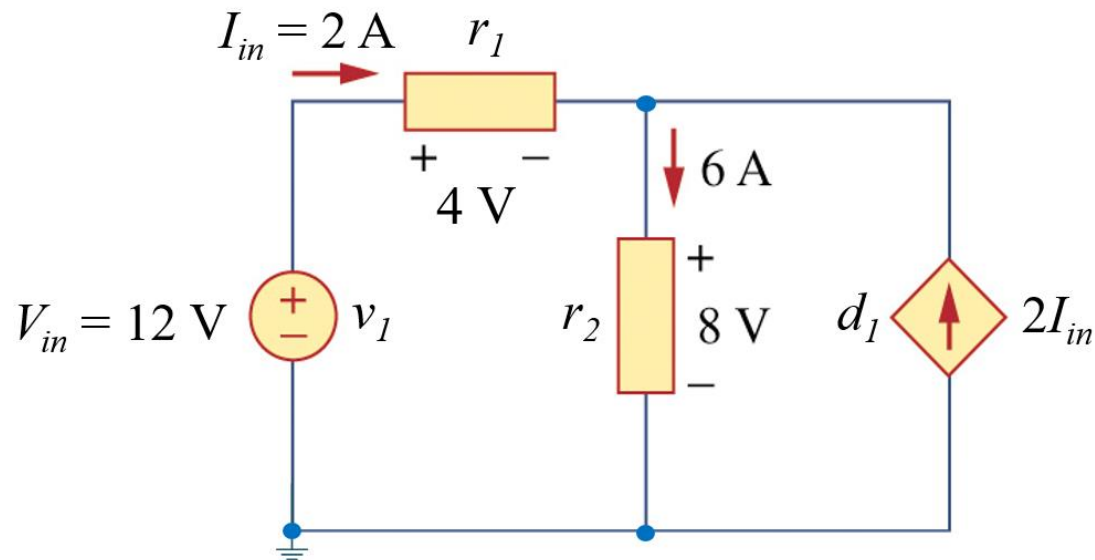 I_in = 2 A
r_1
+ −
4 V
6 A
V_in = 12 V
+
−
v_1
r_2
+
8 V
−
d_1
2I_in